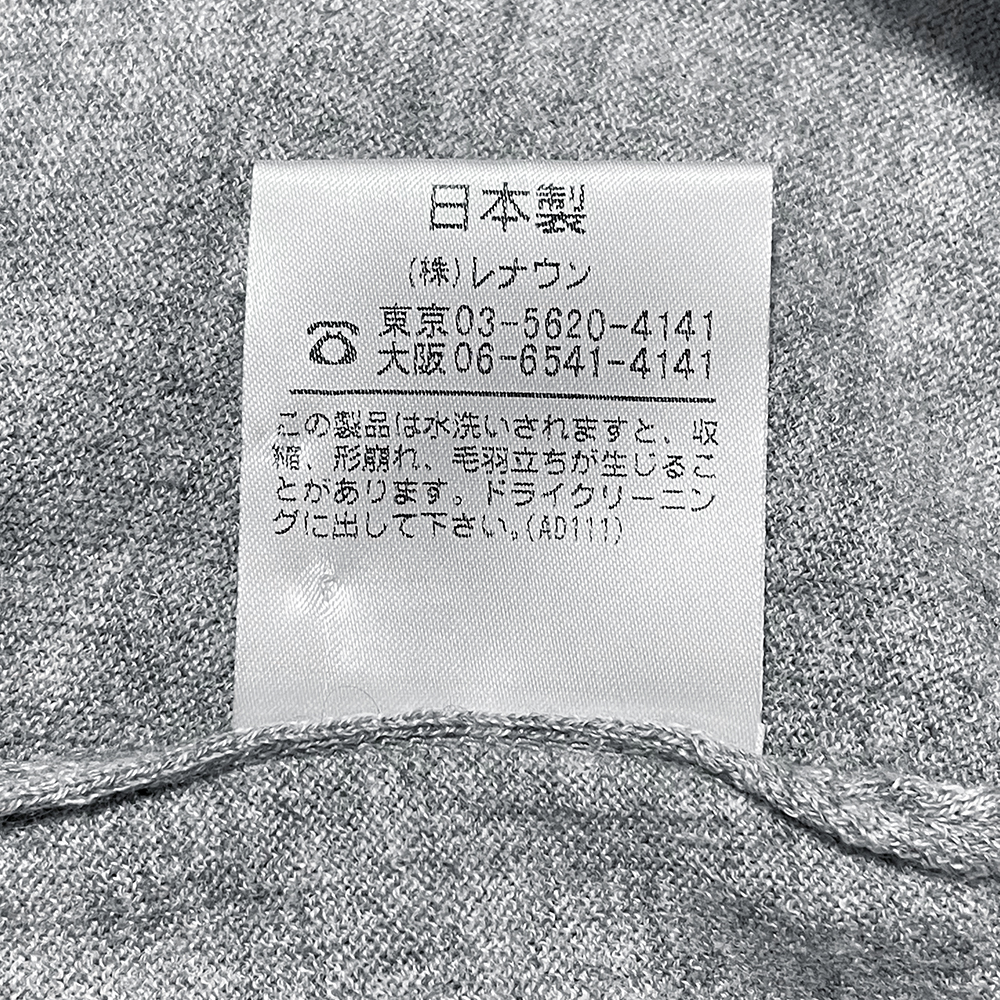 日本製
(株)レナウン
東京03-5620-4141
大阪06-6541-4141
この製品は水洗いされますと、収
縮、形崩れ、毛羽立ちが生じるこ
とがあります。ドライクリーニン
グに出して下さい。(AD111)